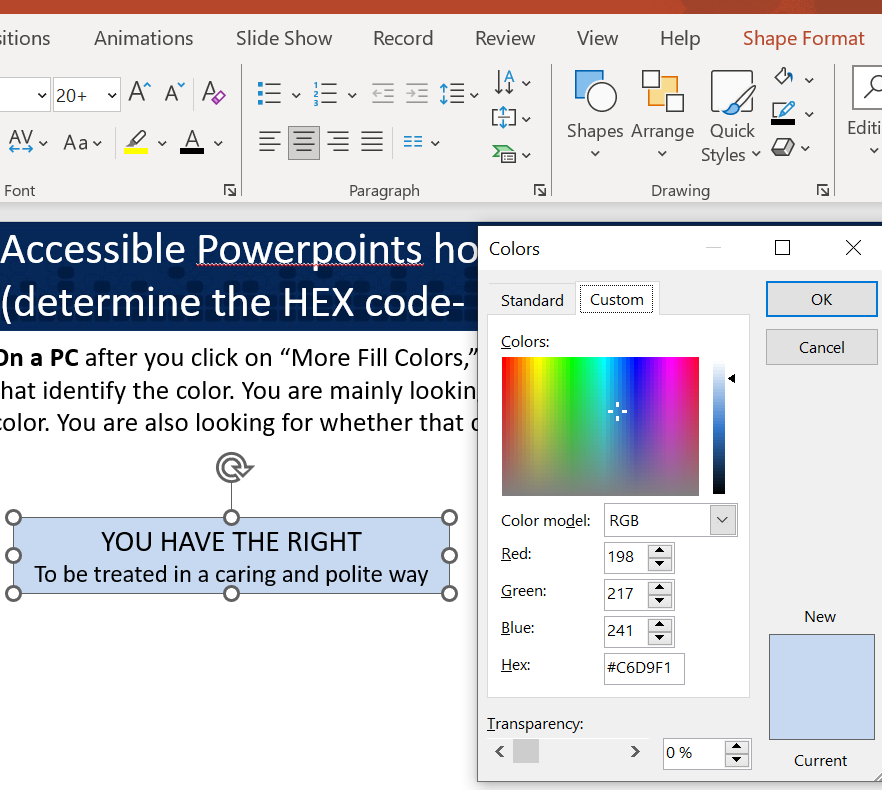 itions Animations Slide Show Record Review View Help Shape Format
20+ A A A
AV Aa A
Shapes Arrange Quick Styles
Editi
Font Paragraph Drawing
Accessible Powerpoints ho
(determine the HEX code-
On a PC after you click on “More Fill Colors,”
hat identify the color. You are mainly lookin
color. You are also looking for whether that c
YOU HAVE THE RIGHT
To be treated in a caring and polite way
Colors
Standard Custom
OK
Cancel
Colors:
Color model: RGB
Red: 198
Green: 217
Blue: 241
Hex: #C6D9F1
Transparency:
0 %
New
Current